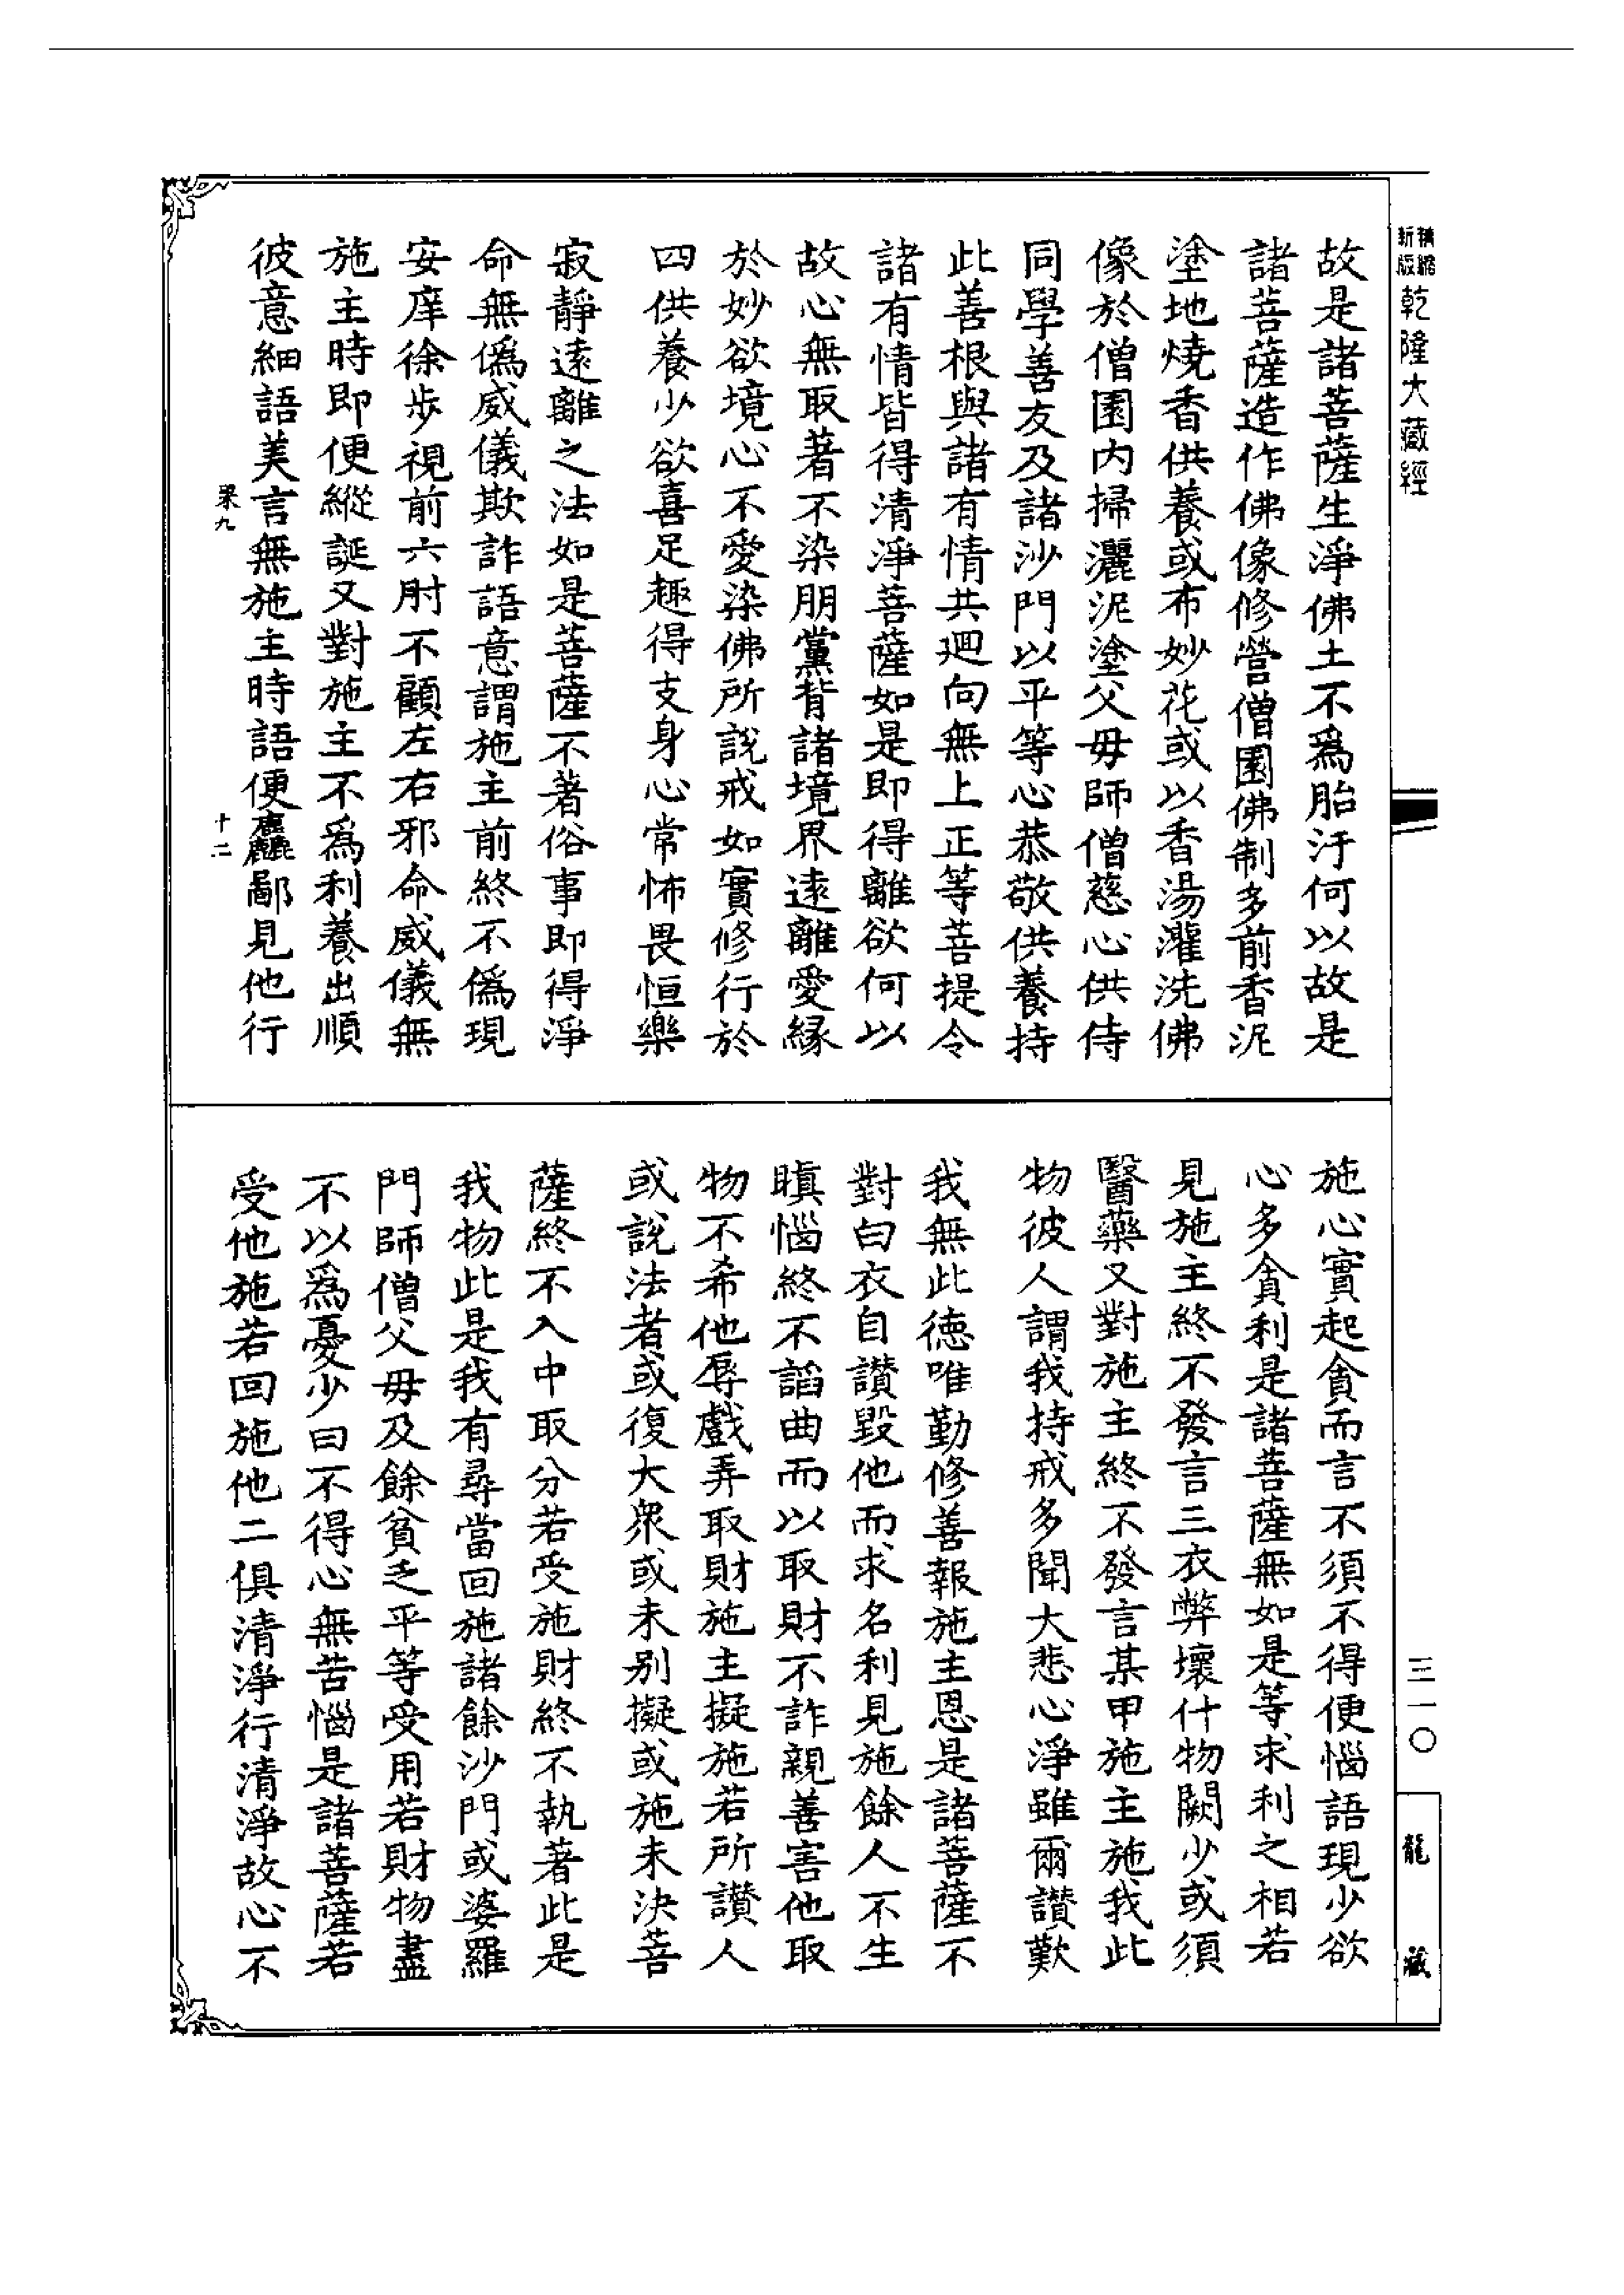 精縮新版乾隆大藏經
故是諸菩薩生淨佛土不爲胎汙何以故是
諸菩薩造作佛像修營僧園佛制多前香泥
塗地燒香供養或布妙花或以香湯灌洗佛
像於僧園內掃灑泥塗父毋師僧慈心供侍
同學善友及諸沙門以平等心恭敬供養持
此善根與諸有情共迴向無上正等菩提令
諸有情皆得清淨菩薩如是即得離欲何以
故心無取著不染朋黨背諸境界遠離愛縁
於妙欲境心不愛染佛所說戒如實修行於
四供養少欲喜足趣得支身心常怖畏恒樂
寂靜遠離之法如是菩薩不著俗事即得淨
命無僞威儀欺詐語意謂施主前終不僞現
安庠徐步視前六肘不顧左右邪命威儀無
施主時即便縱誕又對施主不爲利養出順
彼意細語美言無施主時語便麤鄙見他行
杲九
十二
施心實起貪而言不須不得便惱語現少欲
心多貪利是諸菩薩無如是等求利之相若
見施主終不發言三衣弊壞什物闕少或須
醫藥又對施主終不發言某甲施主施我此
物彼人謂我持戒多聞大悲心淨雖爾讃歎
我無此德唯勤修善報施主恩是諸菩薩不
對白衣自讃毀他而求名利見施餘人不生
瞋惱終不諂曲而以取財不詐親善害他取
物不希他辱戲弄取財施主擬施若所讃人
或說法者或復大衆或未别擬或施未決菩
薩終不入中取分若受施財終不執著此是
我物此是我有尋當回施諸餘沙門或婆羅
門師僧父毋及餘貧乏平等受用若財物盡
不以爲憂少日不得心無苦惱是諸菩薩若
受他施若回施他二俱清淨行清淨故心不
三一〇
龍藏